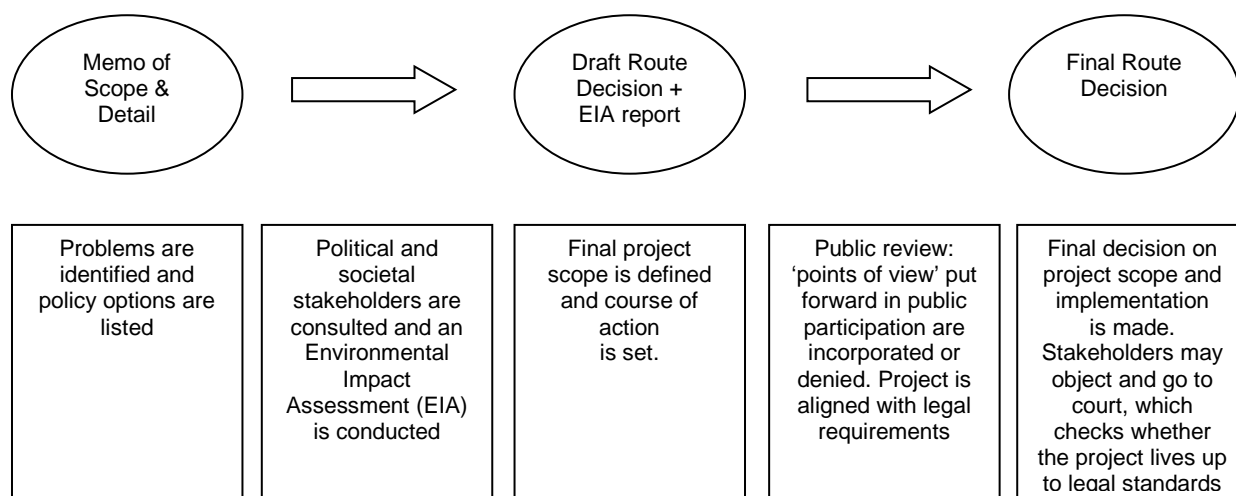 Memo of
Scope &
Detail
Draft Route
Decision +
EIA report
Final Route
Decision
Problems are
identified and
policy options are
listed
Political and
societal
stakeholders are
consulted and an
Environmental
Impact
Assessment (EIA)
is conducted
Final project
scope is defined
and course of
action
is set.
Public review:
‘points of view’ put
forward in public
participation are
incorporated or
denied. Project is
aligned with legal
requirements
Final decision on
project scope and
implementation
is made.
Stakeholders may
object and go to
court, which
checks whether
the project lives up
to legal standards